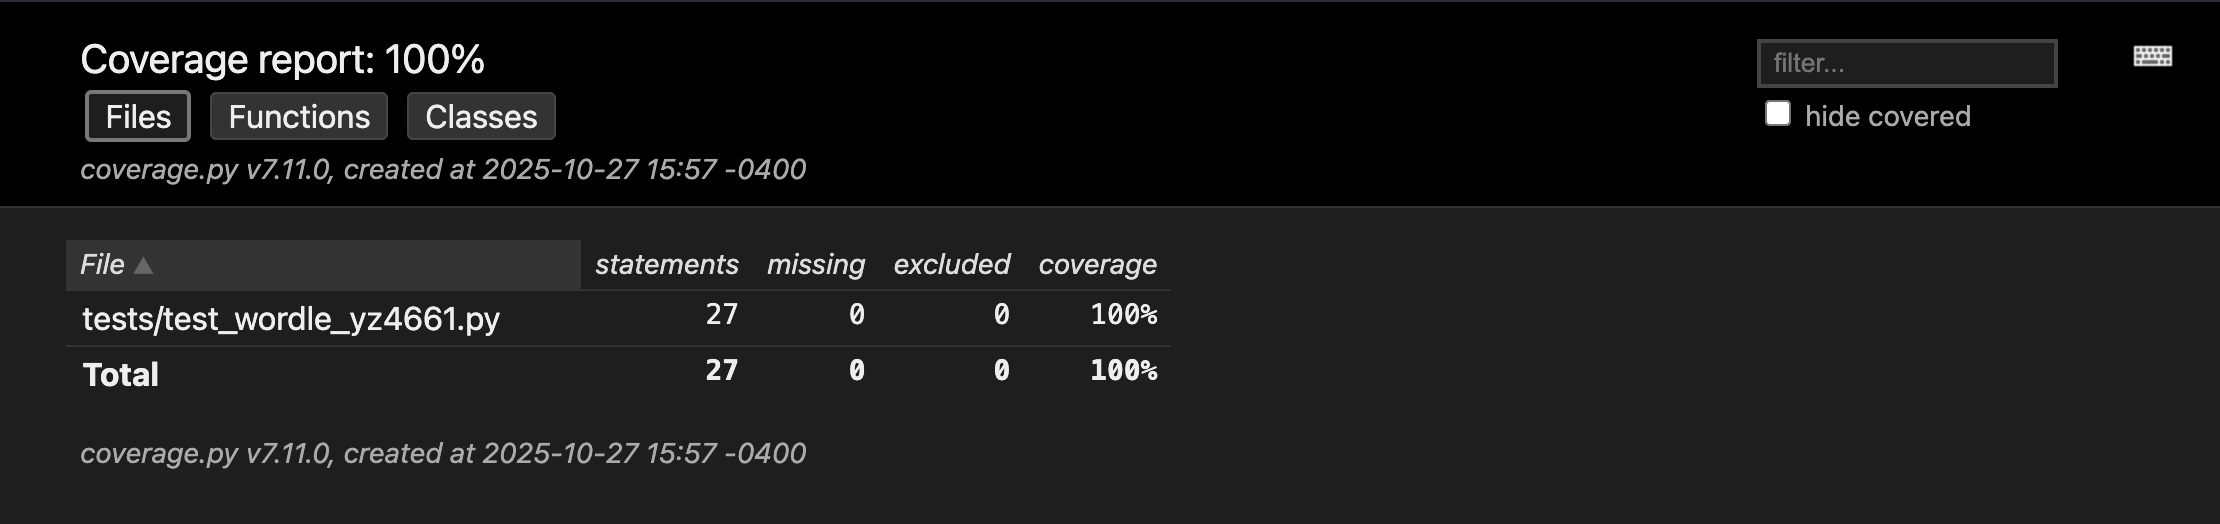 Coverage report: 100%
filter...
Files Functions Classes
hide covered
coverage.py v7.11.0, created at 2025-10-27 15:57 -0400
File ▲ statements missing excluded coverage
tests/test_wordle_yz4661.py 27 0 0 100%
Total 27 0 0 100%
coverage.py v7.11.0, created at 2025-10-27 15:57 -0400